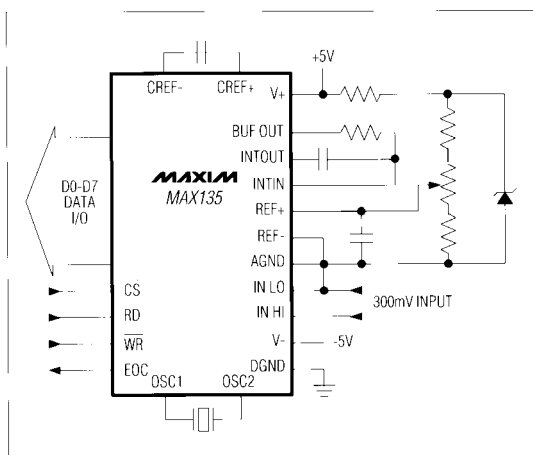 +5V
CREF- CREF+
V+
BUF OUT
INTOUT
MAXIM
MAX135
INTIN
REF+
REF-
AGND
IN LO
IN HI
V-
DGND
D0-D7
DATA
I/O
CS
RD
WR
EOC
OSC1 OSC2
300mV INPUT
-5V